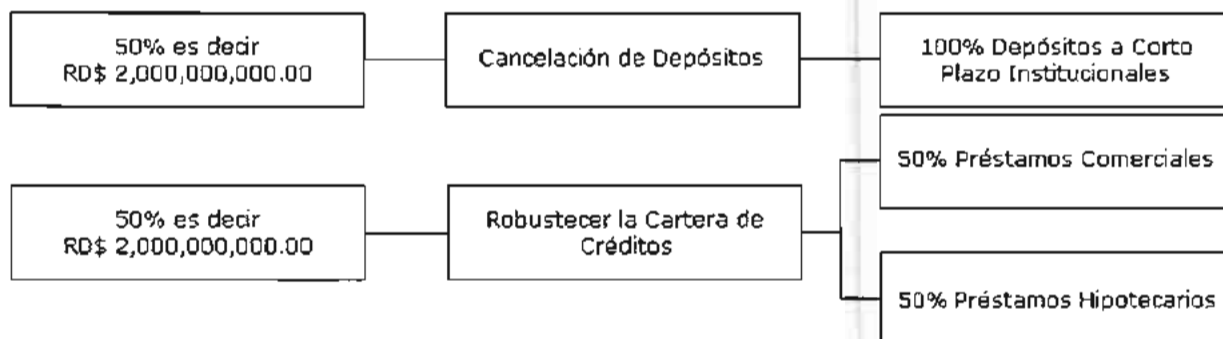 50% es decir
RD$ 2,000,000,000.00
Cancelación de Depósitos
100% Depósitos a Corto
Plazo Institucionales
50% Préstamos Comerciales
50% es decir
RD$ 2,000,000,000.00
Robustecer la Cartera de
Créditos
50% Préstamos Hipotecarios